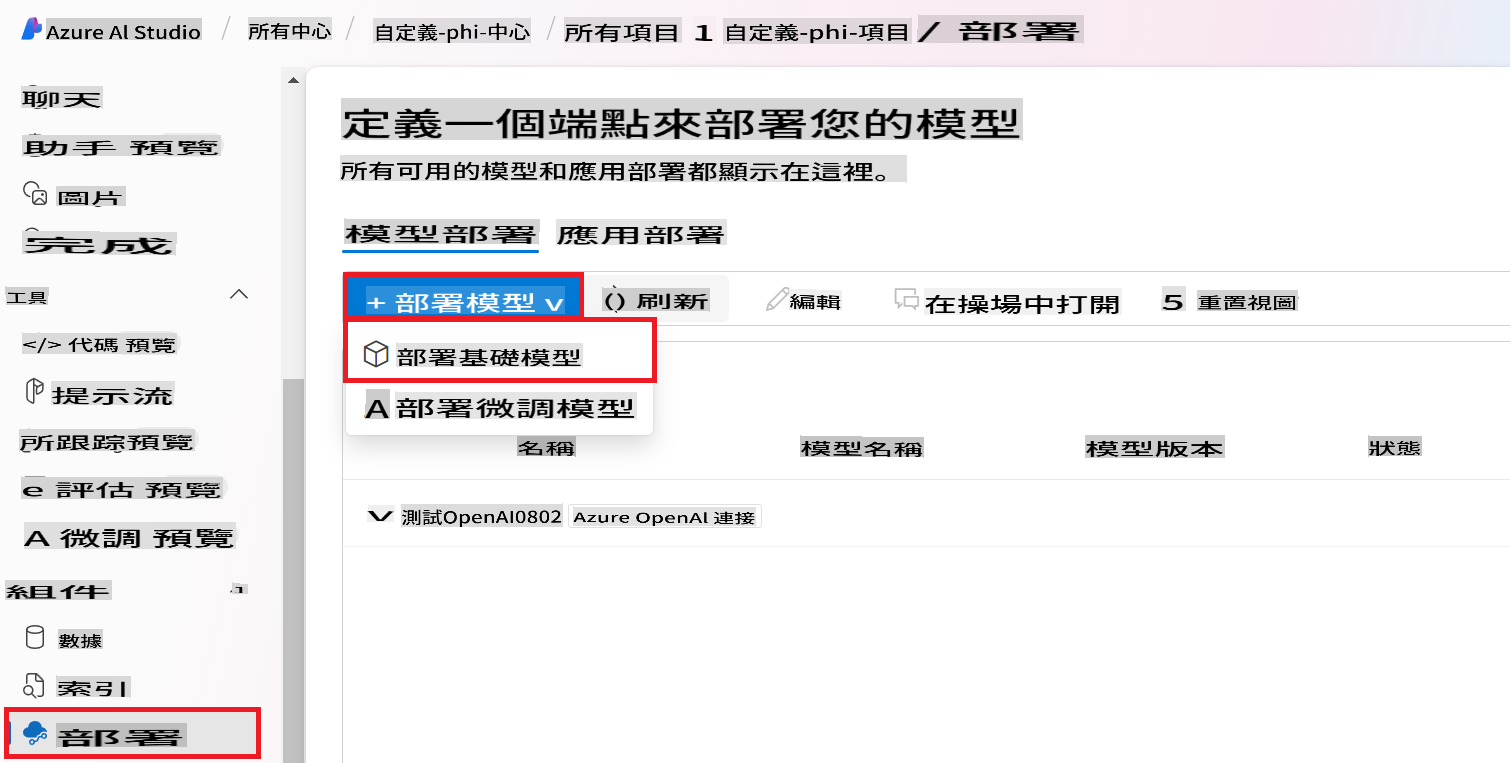 Azure AI Studio / 所有中心 / 自定義-phi-中心 / 所有項目 1 自定義-phi-項目 / 部署
聊天
助手 預覽
圖片
完成
工具
</> 代碼 預覽
提示流
所跟踪預覽
e 評估 預覽
A 微調 預覽
組件
數據
索引
部署
定義一個端點來部署您的模型
所有可用的模型和應用部署都顯示在這裡。
模型部署 應用部署
+ 部署模型 v () 刷新 編輯 在操場中打開 5 重置視圖
部署基礎模型
A 部署微調模型
名稱 模型名稱 模型版本 狀態
測試OpenAI0802 Azure OpenAI 連接